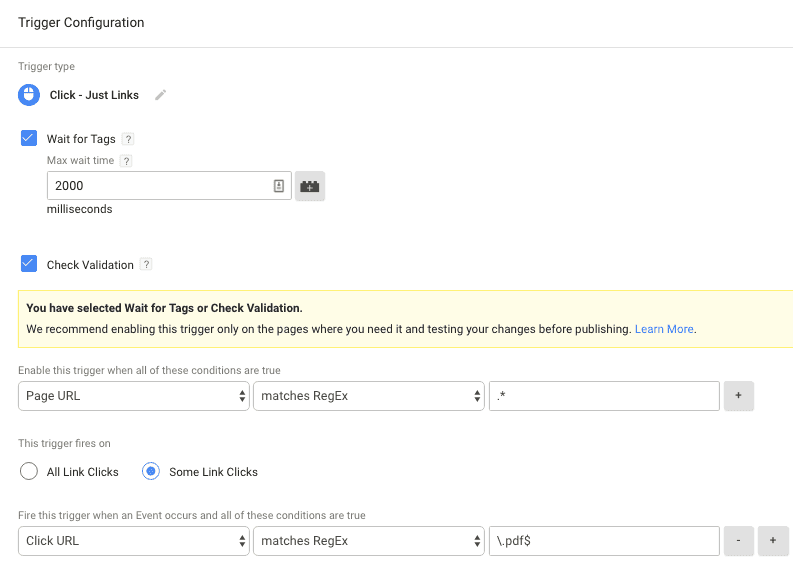 Trigger Configuration
Trigger type
Click - Just Links
Wait for Tags ?
Max wait time ?
2000
milliseconds
Check Validation ?
You have selected Wait for Tags or Check Validation.
We recommend enabling this trigger only on the pages where you need it and testing your changes before publishing. Learn More.
Enable this trigger when all of these conditions are true
Page URL matches RegEx .* +
This trigger fires on
All Link Clicks Some Link Clicks
Fire this trigger when an Event occurs and all of these conditions are true
Click URL matches RegEx \.pdf$ - +